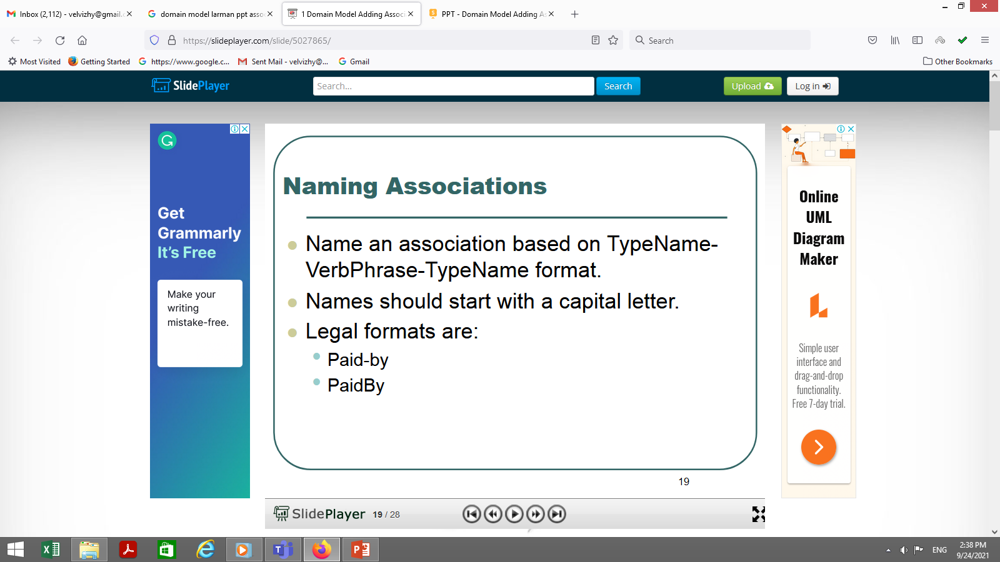 Inbox (2,112) - velvizhy@gmail.c
domain model larman ppt asso
1 Domain Model Adding Associ
PPT - Domain Model Adding A
https://slideplayer.com/slide/5027865/
Search
Most Visited
Getting Started
https://www.google.c...
Sent Mail - velvizhy@...
Gmail
Other Bookmarks
SlidePlayer
Search...
Search
Upload
Log in
Get
Grammarly
It's Free
Make your
writing
mistake-free.
Naming Associations
Name an association based on TypeName-
VerbPhrase-TypeName format.
Names should start with a capital letter.
Legal formats are:
Paid-by
PaidBy
19
Online
UML
Diagram
Maker
Simple user
interface and
drag-and-drop
functionality.
Free 7-day trial.
SlidePlayer 19 / 28
ENG
2:38 PM
9/24/2021